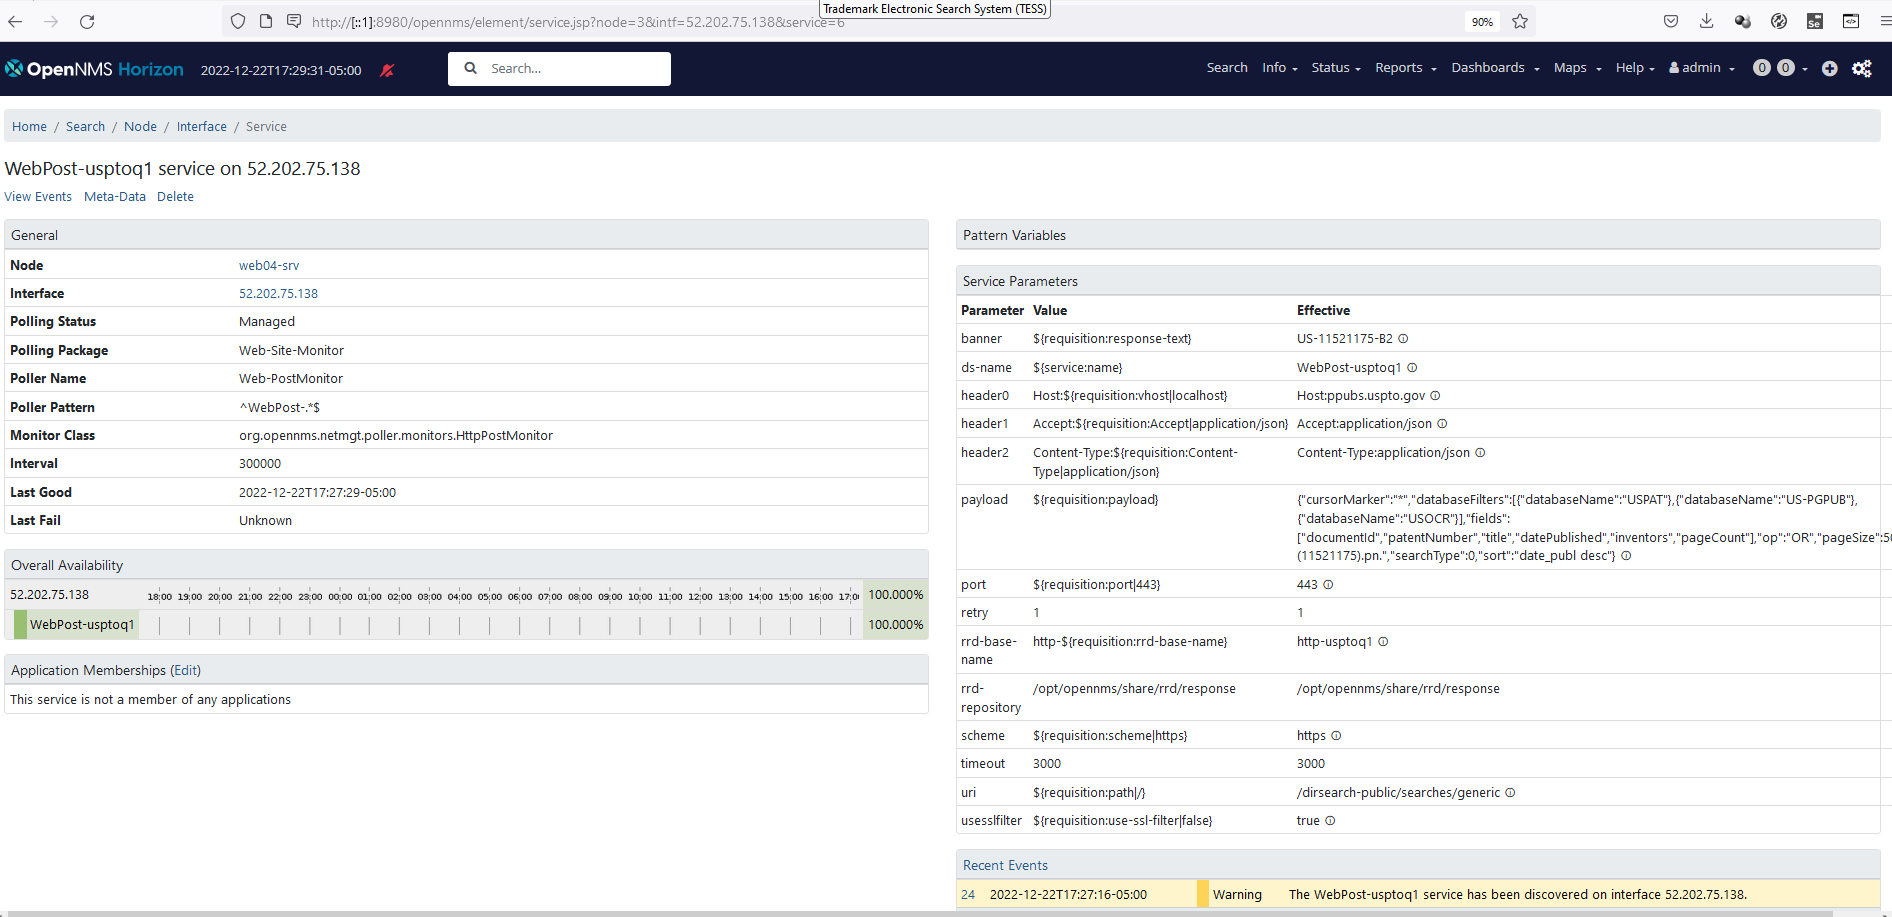 Trademark Electronic Search System (TESS)
http://[::1]:8980/opennms/element/service.jsp?node=3&intf=52.202.75.138&service=6
90%
OpenNMS Horizon 2022-12-22T17:29:31-05:00 Search... Search Info Status Reports Dashboards Maps Help admin 0 0
Home / Search / Node / Interface / Service
WebPost-usptoq1 service on 52.202.75.138
View Events Meta-Data Delete
General
Node web04-srv
Interface 52.202.75.138
Polling Status Managed
Polling Package Web-Site-Monitor
Poller Name Web-PostMonitor
Poller Pattern ^WebPost-.*$
Monitor Class org.opennms.netmgt.poller.monitors.HttpPostMonitor
Interval 300000
Last Good 2022-12-22T17:27:29-05:00
Last Fail Unknown
Overall Availability
52.202.75.138 18:00 19:00 20:00 21:00 22:00 23:00 00:00 01:00 02:00 03:00 04:00 05:00 06:00 07:00 08:00 09:00 10:00 11:00 12:00 13:00 14:00 15:00 16:00 17:0 100.000%
WebPost-usptoq1 100.000%
Application Memberships (Edit)
This service is not a member of any applications
Pattern Variables
Service Parameters
Parameter Value Effective
banner ${requisition:response-text} US-11521175-B2
ds-name ${service:name} WebPost-usptoq1
header0 Host:${requisition:vhost|localhost} Host:ppubs.uspto.gov
header1 Accept:${requisition:Accept|application/json} Accept:application/json
header2 Content-Type:${requisition:Content- Content-Type:application/json
Type|application/json}
payload ${requisition:payload} {"cursorMarker":"*","databaseFilters":[{"databaseName":"USPAT"},{"databaseName":"US-PGPUB"},
{"databaseName":"USOCR"}],"fields":
["documentId","patentNumber","title","datePublished","inventors","pageCount"],"op":"OR","pageSize":50
(11521175).pn.","searchType":0,"sort":"date_publ desc"}
port ${requisition:port|443} 443
retry 1 1
rrd-base- http-${requisition:rrd-base-name} http-usptoq1
name
rrd- /opt/opennms/share/rrd/response /opt/opennms/share/rrd/response
repository
scheme ${requisition:scheme|https} https
timeout 3000 3000
uri ${requisition:path|/} /dirsearch-public/searches/generic
usesslfilter ${requisition:use-ssl-filter|false} true
Recent Events
24 2022-12-22T17:27:16-05:00 Warning The WebPost-usptoq1 service has been discovered on interface 52.202.75.138.